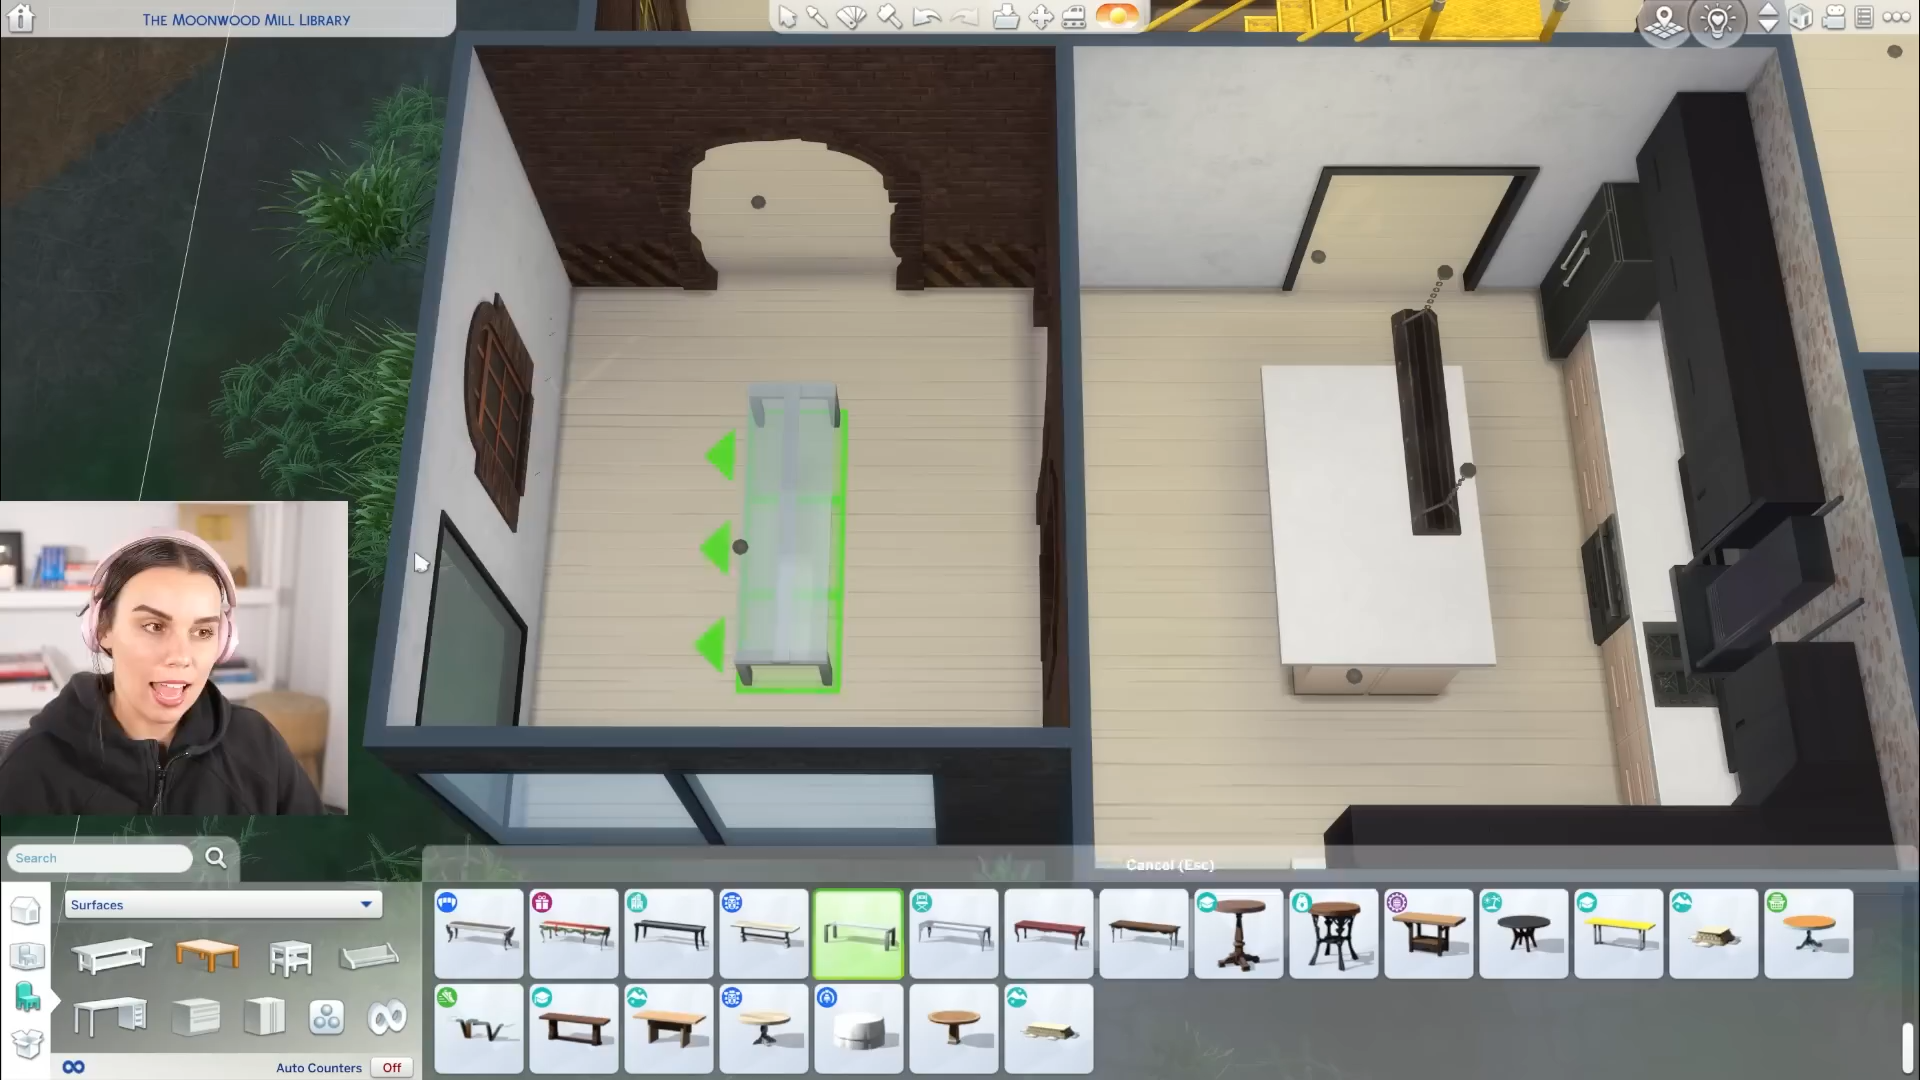 The Moonwood Mill Library
Cancel (Esc)
Search
Surfaces
Auto Counters
Off